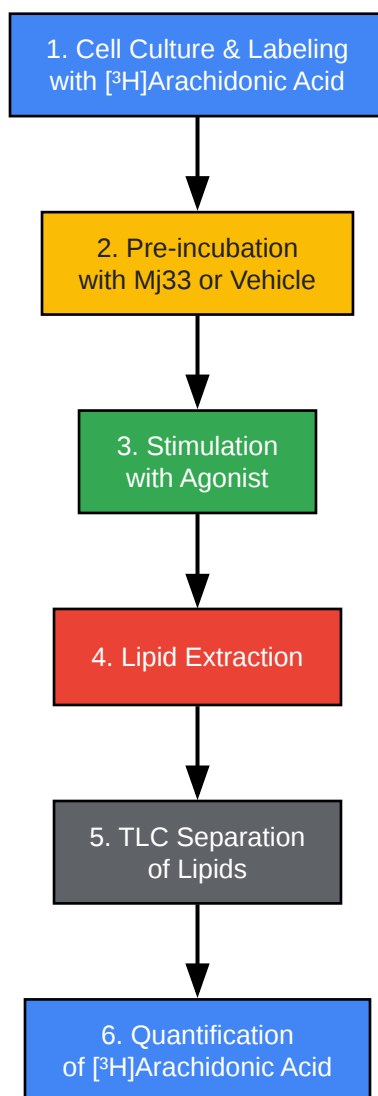 1. Cell Culture & Labeling
with [³H]Arachidonic Acid
2. Pre-incubation
with Mj33 or Vehicle
3. Stimulation
with Agonist
4. Lipid Extraction
5. TLC Separation
of Lipids
6. Quantification
of [³H]Arachidonic Acid